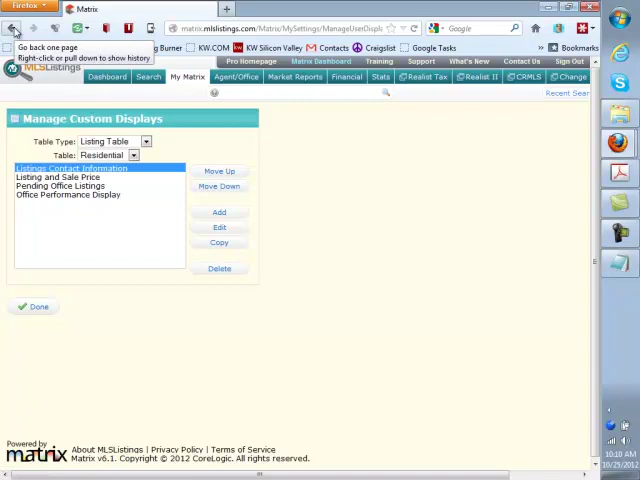 Firefox
Matrix
matrix.mlslistings.com/Matrix/MySettings/ManageUserDispla
Google
Go back one page
Right-click or pull down to show history
Burner
KW.COM
KW Silicon Valley
Contacts
Craigslist
Google Tasks
MLSListings
Pro Homepage
Matrix Dashboard
Training
Support
Contact Us
Sign Out
Dashboard
Search
My Matrix
Agent/Office
Market Reports
Financial
Stats
Realist Tax
Realist II
CRMLS
Change
Recent Sear
Manage Custom Displays
Table Type: Listing Table
Table: Residential
Listings Contact Information
Listing and Sale Price
Pending Office Listings
Office Performance Display
Move Up
Move Down
Add
Edit
Copy
Delete
Done
Powered by
matrix
About MLSListings | Privacy Policy | Terms of Service
Matrix v6.1. Copyright © 2012 CoreLogic. All rights reserved.
10:10 AM
10/25/2012